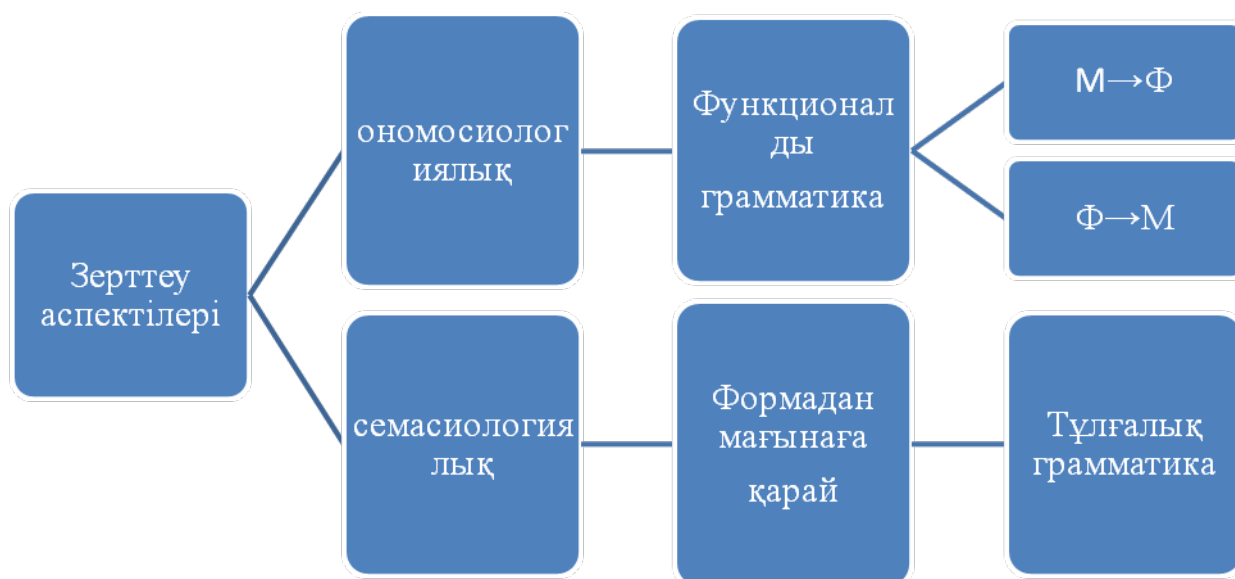 Зерттеу
аспектілері
ономосиолог
иялық
Функционал
ды
грамматика
М→Ф
Ф→М
семасиология
лық
Формадан
мағынаға
қарай
Тұлғалық
грамматика